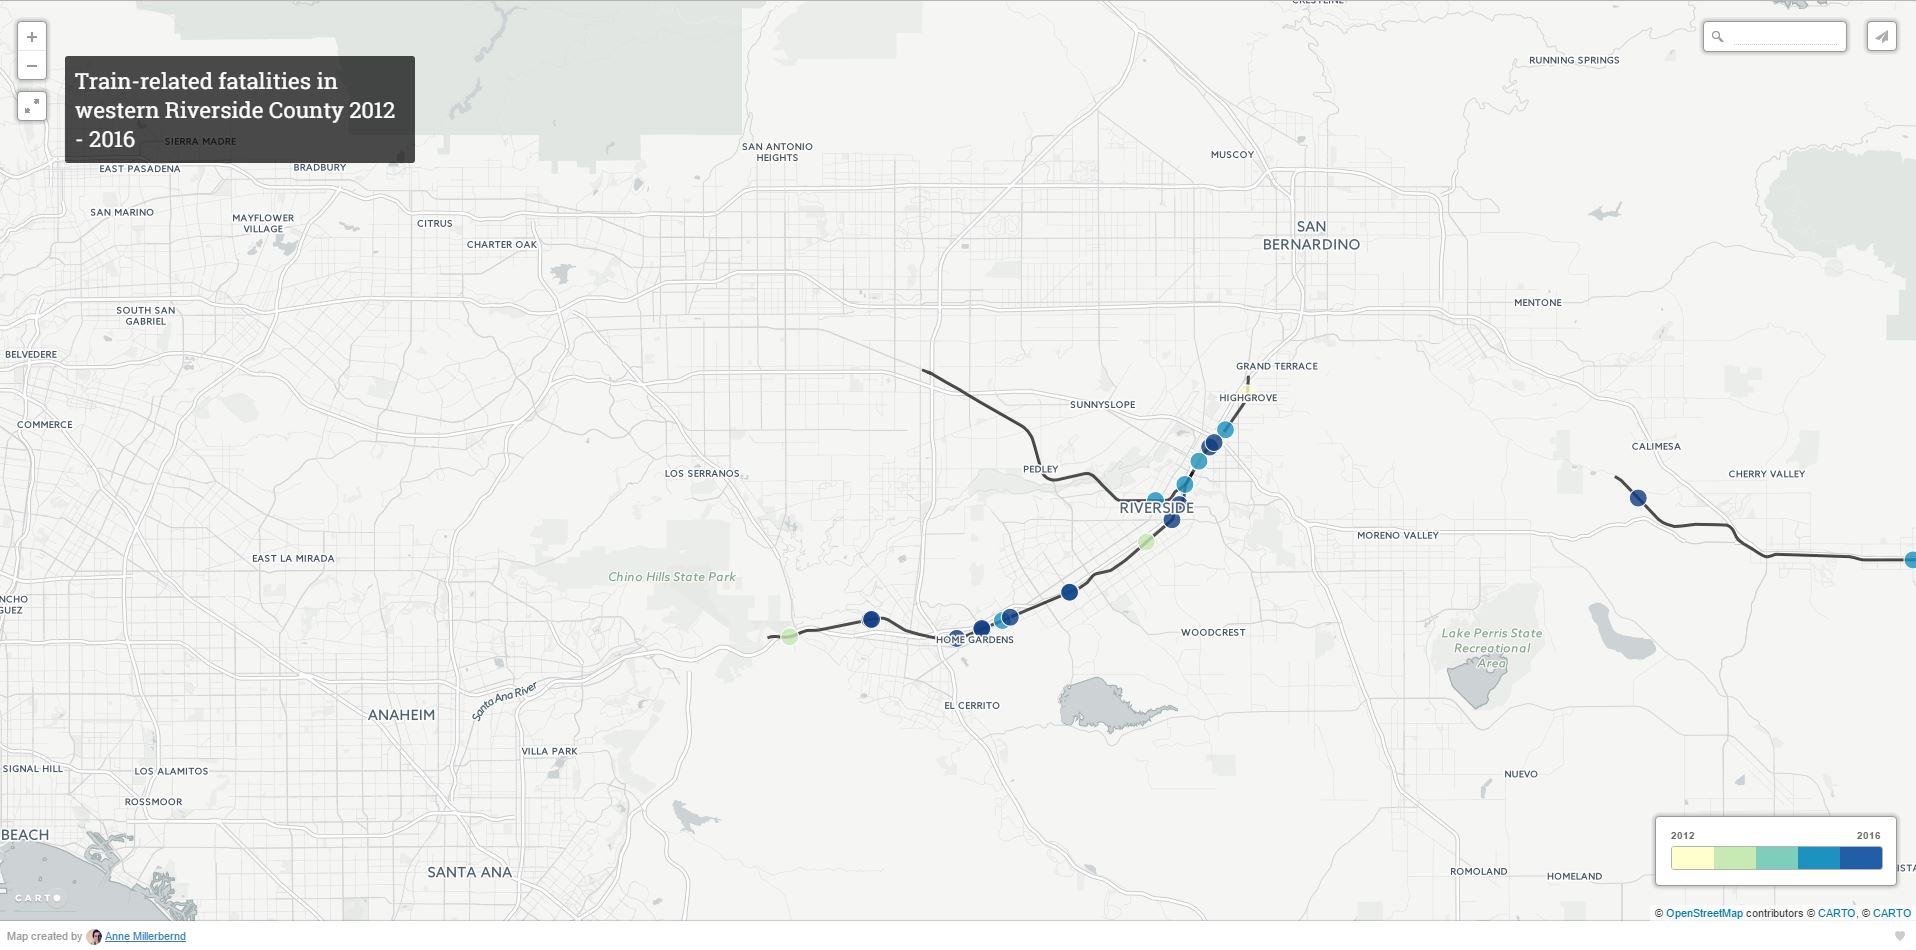 CRESTLINE
+
−
RUNNING SPRINGS
Train-related fatalities in
western Riverside County 2012
- 2016
SIERRA MADRE
EAST PASADENA
BRADBURY
SAN ANTONIO
HEIGHTS
MUSCOY
SAN MARINO
MAYFLOWER
VILLAGE
CITRUS
CHARTER OAK
SAN
BERNARDINO
SOUTH SAN
GABRIEL
MENTONE
BELVEDERE
GRAND TERRACE
HIGHGROVE
SUNNYSLOPE
COMMERCE
CALIMESA
LOS SERRANOS
PEDLEY
CHERRY VALLEY
RIVERSIDE
MORENO VALLEY
EAST LA MIRADA
Chino Hills State Park
NCHO
GUEZ
HOME GARDENS
WOODCREST
Lake Perris State
Recreational
Area
Santa Ana River
EL CERRITO
ANAHEIM
VILLA PARK
SIGNAL HILL
LOS ALAMITOS
NUEVO
ROSSMOOR
BEACH
2012
2016
SANTA ANA
ROMOLAND
HOMELAND
ISTA
CARTO
© OpenStreetMap contributors © CARTO, © CARTO
Map created by Anne Millerbernd